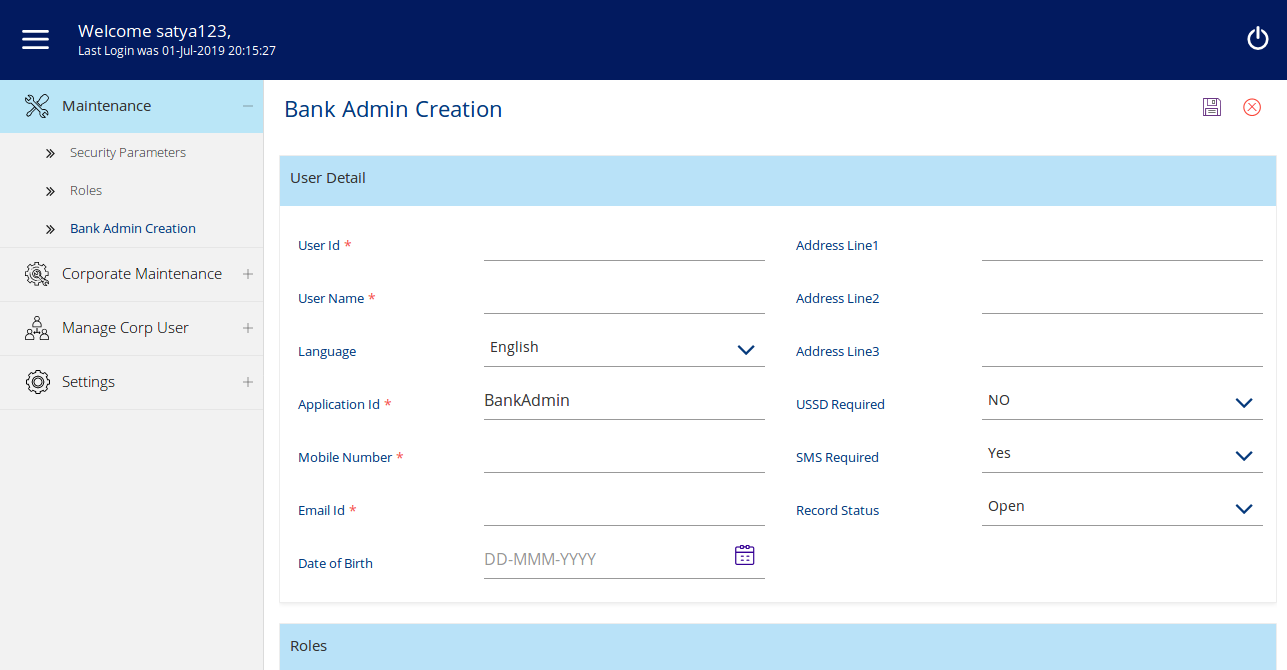 Welcome satya123,
Last Login was 01-Jul-2019 20:15:27
Maintenance
Security Parameters
Roles
Bank Admin Creation
Corporate Maintenance
Manage Corp User
Settings
Bank Admin Creation
User Detail
User Id *
Address Line1
User Name *
Address Line2
Language English
Address Line3
Application Id * BankAdmin
USSD Required NO
Mobile Number *
SMS Required Yes
Email Id *
Record Status Open
Date of Birth DD-MMM-YYYY
Roles